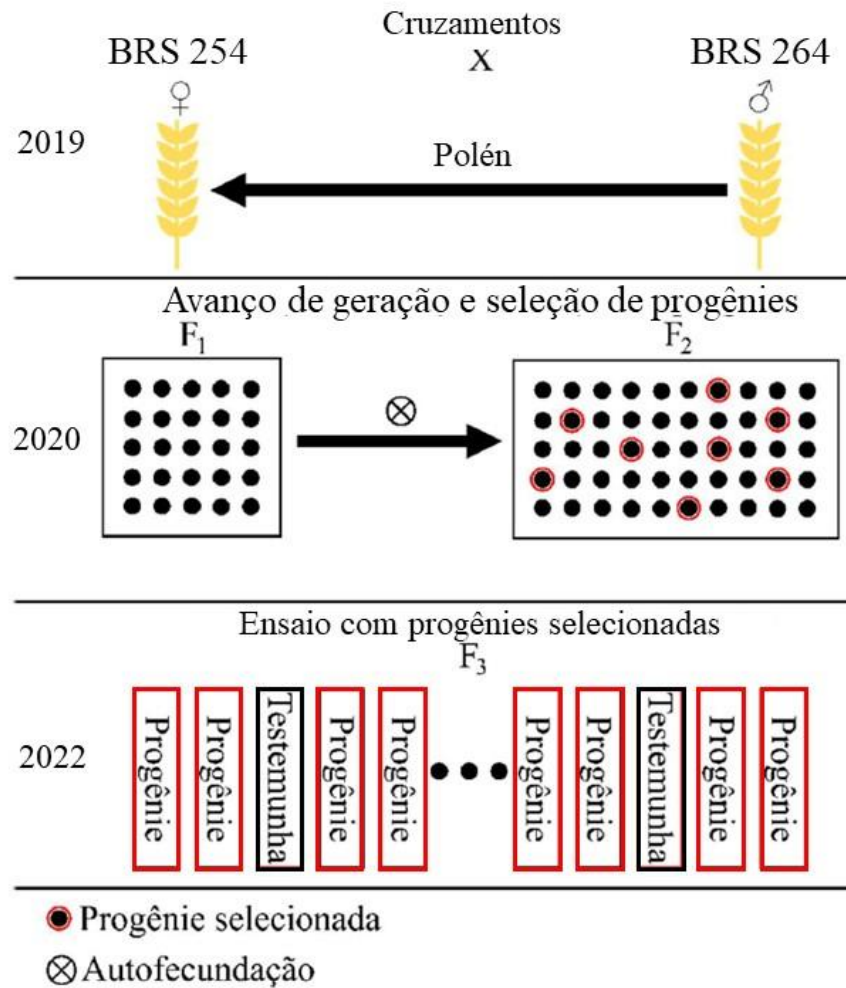 Cruzamentos
BRS 254 X BRS 264
♀ ♂
2019
Polén
Avanço de geração e seleção de progênies
F₁ F₂
2020
Ensaio com progênies selecionadas
F₃
2022
Progênie Progênie Testemunha Progênie Progênie Progênie Progênie Testemunha Progênie Progênie
Progênie selecionada
Autofecundação